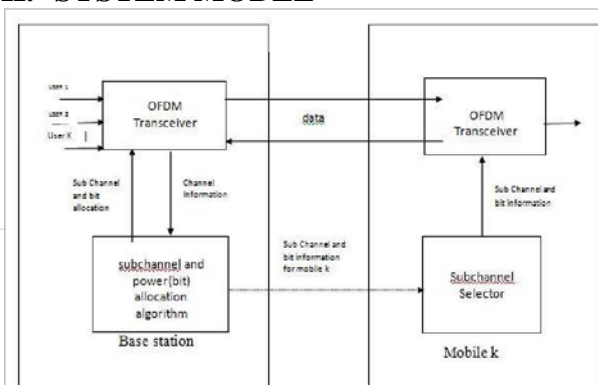 II. SYSTEM MODEL
USER 1
USER 2
User K
OFDM
Transceiver
data
OFDM
Transceiver
Sub Channel
and bit
allocation
Channel
Information
Sub Channel and
bit information
Sub Channel and
bit information
for mobile k
subchannel and
power(bit)
allocation
algorithm
Subchannel
Selector
Base station
Mobile k